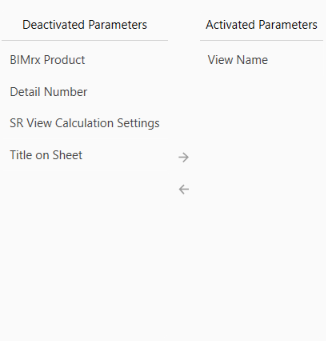 Deactivated Parameters
Activated Parameters
BIMrx Product
View Name
Detail Number
SR View Calculation Settings
Title on Sheet